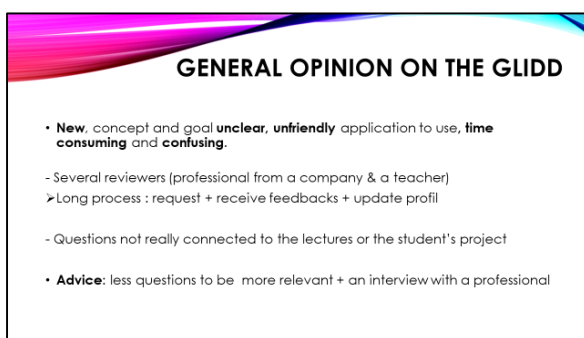 GENERAL OPINION ON THE GLIDD
• New, concept and goal unclear, unfriendly application to use, time
consuming and confusing.
- Several reviewers (professional from a company & a teacher)
➢Long process : request + receive feedbacks + update profil
- Questions not really connected to the lectures or the student's project
• Advice: less questions to be more relevant + an interview with a professional